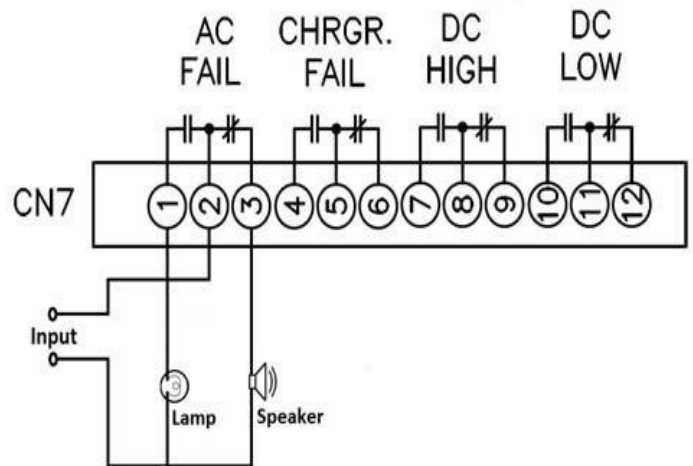 AC CHRGR. DC DC
FAIL FAIL HIGH LOW
CN7 1 2 3 4 5 6 7 8 9 10 11 12
Input
Lamp Speaker